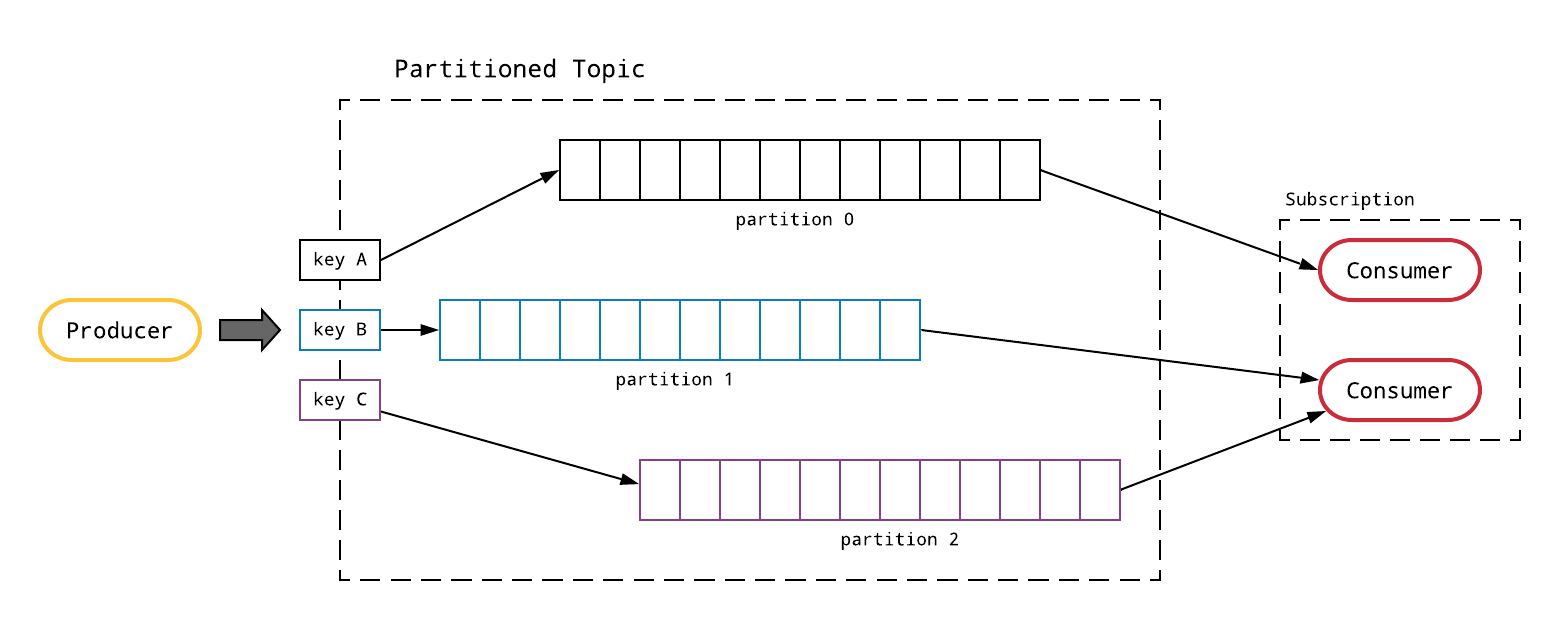 Partitioned Topic
partition 0
Subscription
key A
Consumer
Producer
key B
partition 1
Consumer
key C
partition 2